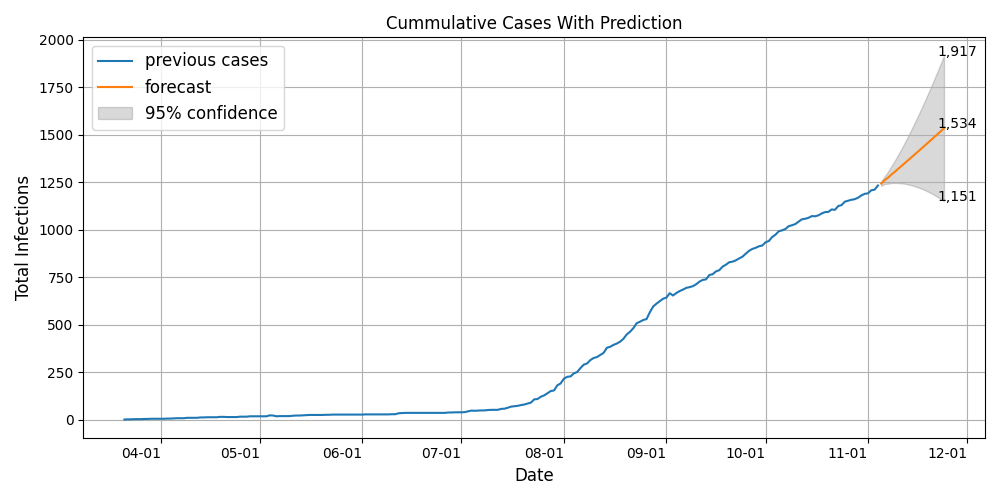 Cummulative Cases With Prediction
2000
1750
1500
1250
1000
750
500
250
0
Total Infections
previous cases
forecast
95% confidence
1,917
1,534
1,151
04-01 05-01 06-01 07-01 08-01 09-01 10-01 11-01 12-01
Date